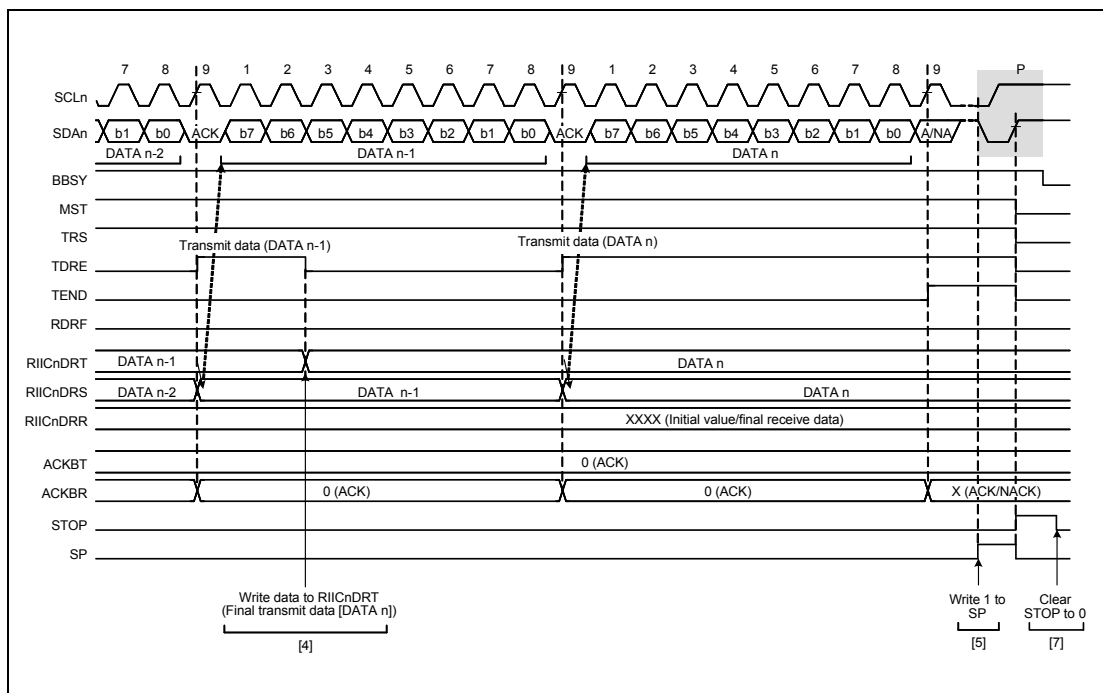 7 8 9 1 2 3 4 5 6 7 8 9 1 2 3 4 5 6 7 8 9 P
SCLn
SDAn b1 b0 ACK b7 b6 b5 b4 b3 b2 b1 b0 ACK b7 b6 b5 b4 b3 b2 b1 b0 A/NA
DATA n-2 DATA n-1 DATA n
BBSY
MST
TRS
Transmit data (DATA n-1) Transmit data (DATA n)
TDRE
TEND
RDRF
RIICnDRT DATA n-1 DATA n
RIICnDRS DATA n-2 DATA n-1 DATA n
RIICnDRR XXXX (Initial value/final receive data)
ACKBT 0 (ACK)
ACKBR 0 (ACK) 0 (ACK) X (ACK/NACK)
STOP
SP
Write data to RIICnDRT
(Final transmit data [DATA n])
[4]
Write 1 to
SP
[5]
Clear
STOP to 0
[7]